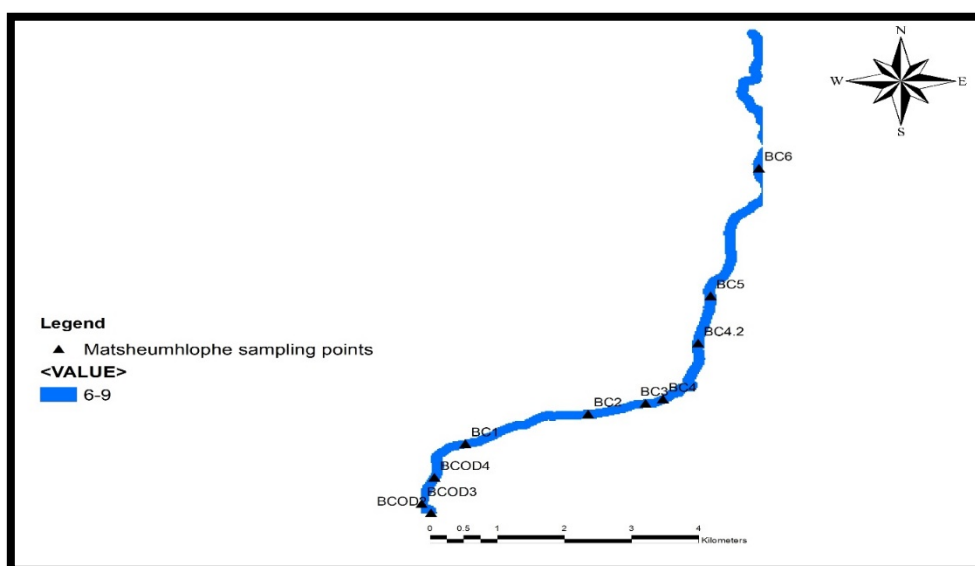 N
W E
S
BC6
BC5
BC4.2
BC3 BC4
BC2
BC1
BCOD4
BCOD3
Legend
Matsheumhlophe sampling points
<VALUE>
6-9
0 0.5 1 2 3 4
Kilometers